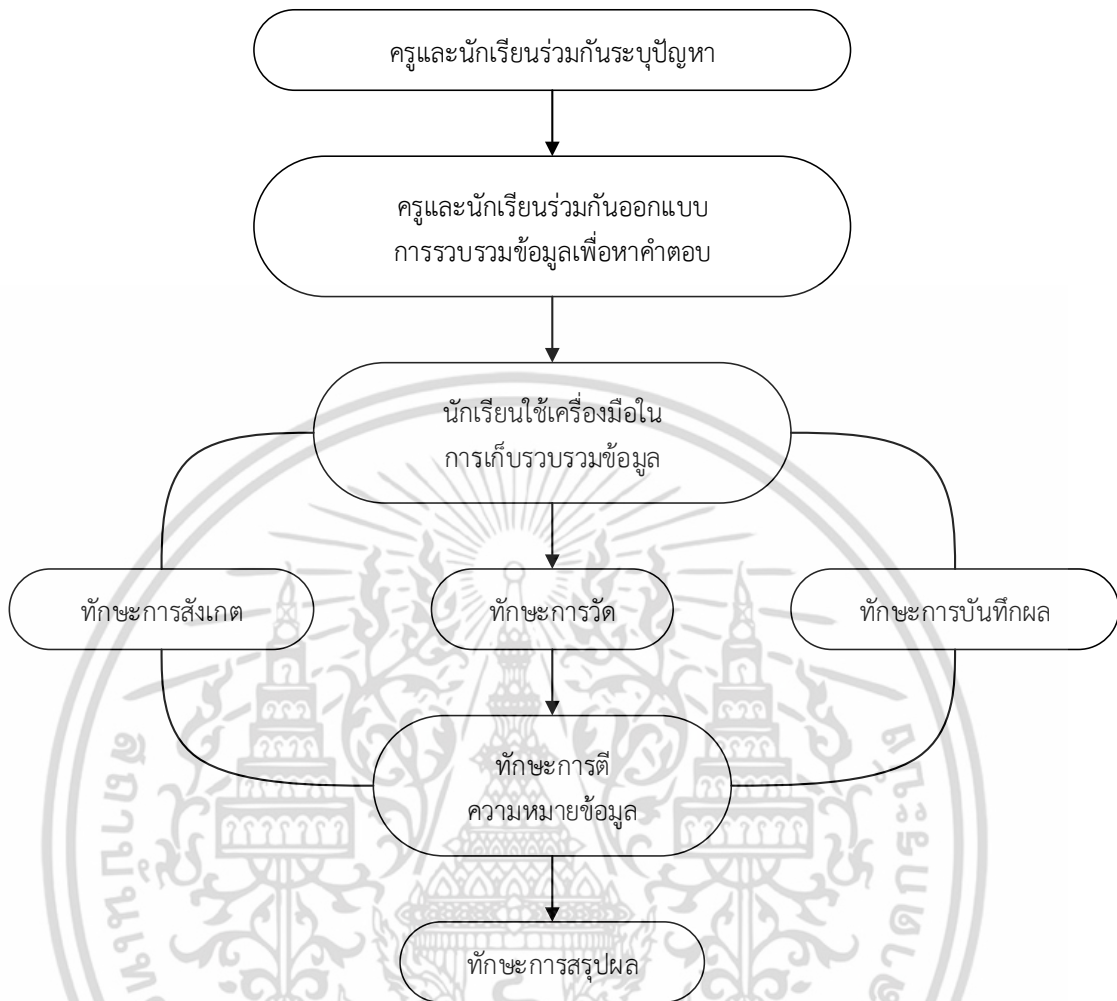 ครูและนักเรียนร่วมกันระบุปัญหา
ครูและนักเรียนร่วมกันออกแบบ
การรวบรวมข้อมูลเพื่อหาคำตอบ
นักเรียนใช้เครื่องมือใน
การเก็บรวบรวมข้อมูล
ทักษะการสังเกต
ทักษะการวัด
ทักษะการบันทึกผล
ทักษะการตี
ความหมายข้อมูล
ทักษะการสรุปผล